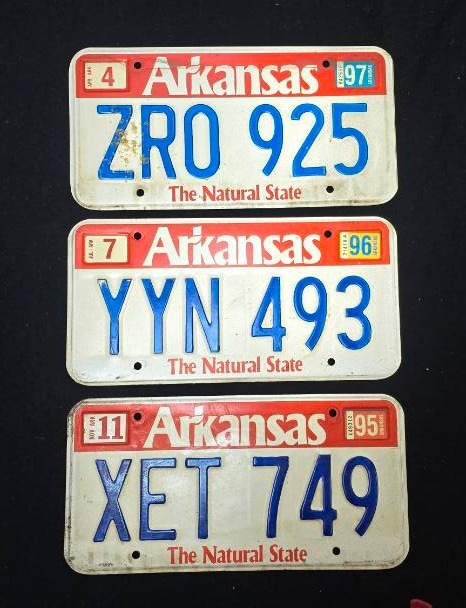 4 Arkansas 97
ZRO 925
The Natural State
7 Arkansas 96
YYN 493
The Natural State
11 Arkansas 95
XET 749
The Natural State